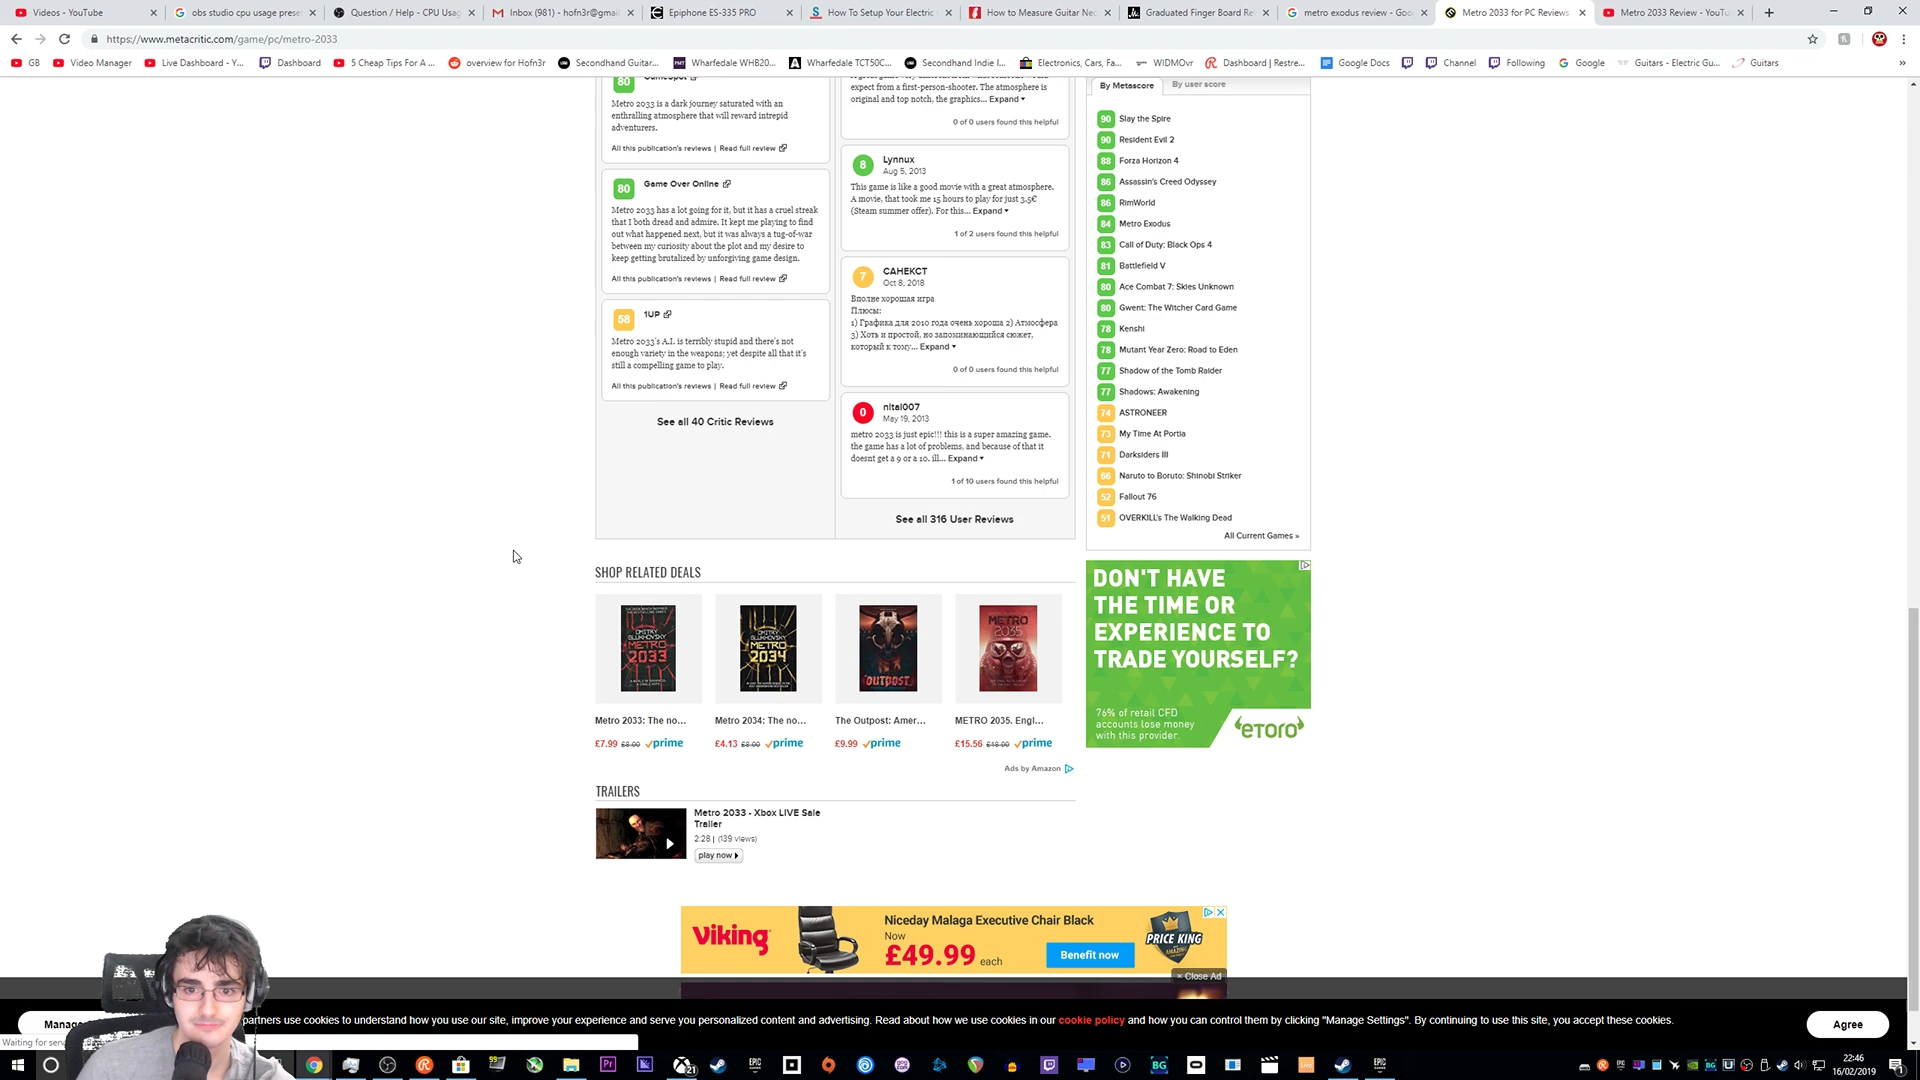 Videos - YouTube
obs studio cpu usage prese
Question / Help - CPU Usag
Inbox (981) - hofn3r@gmail
Epiphone ES-335 PRO
How To Setup Your Electric
How to Measure Guitar Nec
Graduated Finger Board Re
metro exodus review - Goo
Metro 2033 for PC Reviews
Metro 2033 Review - YouTu
https://www.metacritic.com/game/pc/metro-2033
GB
Video Manager
Live Dashboard - Y...
Dashboard
5 Cheap Tips For A ...
overview for Hofn3r
Secondhand Guitar...
Wharfedale WHB20...
Wharfedale TCT50C...
Secondhand Indie I...
Electronics, Cars, Fa...
WIDMOvr
Dashboard | Restre...
Google Docs
Channel
Following
Google
Guitars - Electric Gu...
Guitars
80 GameSpot
Metro 2033 is a dark journey saturated with an
enthralling atmosphere that will reward intrepid
adventurers.
All this publication's reviews | Read full review
80 Game Over Online
Metro 2033 has a lot going for it, but it has a cruel streak
that I both dread and admire. It kept me playing to find
out what happened next, but it was always a tug-of-war
between my curiosity about the plot and my desire to
keep getting brutalized by unforgiving game design.
All this publication's reviews | Read full review
58 1UP
Metro 2033's A.I. is terribly stupid and there's not
enough variety in the weapons; yet despite all that it's
still a compelling game to play.
All this publication's reviews | Read full review
See all 40 Critic Reviews
expect from a first-person-shooter. The atmosphere is
original and top notch, the graphics... Expand
0 of 0 users found this helpful
8 Lynnux
Aug 5, 2013
This game is like a good movie with a great atmosphere.
A movie, that took me 15 hours to play for just 3,5€
(Steam summer offer). For this... Expand
1 of 2 users found this helpful
7 CAHEKCT
Oct 8, 2018
Вполне хорошая игра
Плюсы:
1) Графика для 2010 года очень хороша 2) Атмосфера
3) Хоть и простой, но запоминающийся сюжет,
который к тому... Expand
0 of 0 users found this helpful
0 nital007
May 19, 2013
metro 2033 is just epic!!! this is a super amazing game.
the game has a lot of problems, and because of that it
doesnt get a 9 or a 10. ill... Expand
1 of 10 users found this helpful
See all 316 User Reviews
By Metascore
By user score
90 Slay the Spire
90 Resident Evil 2
88 Forza Horizon 4
86 Assassin's Creed Odyssey
86 RimWorld
84 Metro Exodus
83 Call of Duty: Black Ops 4
81 Battlefield V
80 Ace Combat 7: Skies Unknown
80 Gwent: The Witcher Card Game
78 Kenshi
78 Mutant Year Zero: Road to Eden
77 Shadow of the Tomb Raider
77 Shadows: Awakening
74 ASTRONEER
73 My Time At Portia
71 Darksiders III
66 Naruto to Boruto: Shinobi Striker
52 Fallout 76
51 OVERKILL's The Walking Dead
All Current Games »
DON'T HAVE
THE TIME OR
EXPERIENCE TO
TRADE YOURSELF?
76% of retail CFD
accounts lose money
with this provider.
etoro
SHOP RELATED DEALS
DMITRY
GLUKHOVSKY
METRO
2033
DMITRY
GLUKHOVSKY
METRO
2034
OUTPOST
METRO
2035
Metro 2033: The no...
Metro 2034: The no...
The Outpost: Amer...
METRO 2035. Engl...
£7.99 £8.00 prime
£4.13 £8.00 prime
£9.99 prime
£15.56 £48.00 prime
Ads by Amazon
TRAILERS
Metro 2033 - Xbox LIVE Sale
Trailer
2:28 | (139 views)
play now
Viking
Niceday Malaga Executive Chair Black
Now
£49.99 each
Benefit now
PRICE KING
× Close Ad
partners use cookies to understand how you use our site, improve your experience and serve you personalized content and advertising. Read about how we use cookies in our cookie policy and how you can control them by clicking "Manage Settings". By continuing to use this site, you accept these cookies.
Agree
22:46
16/02/2019